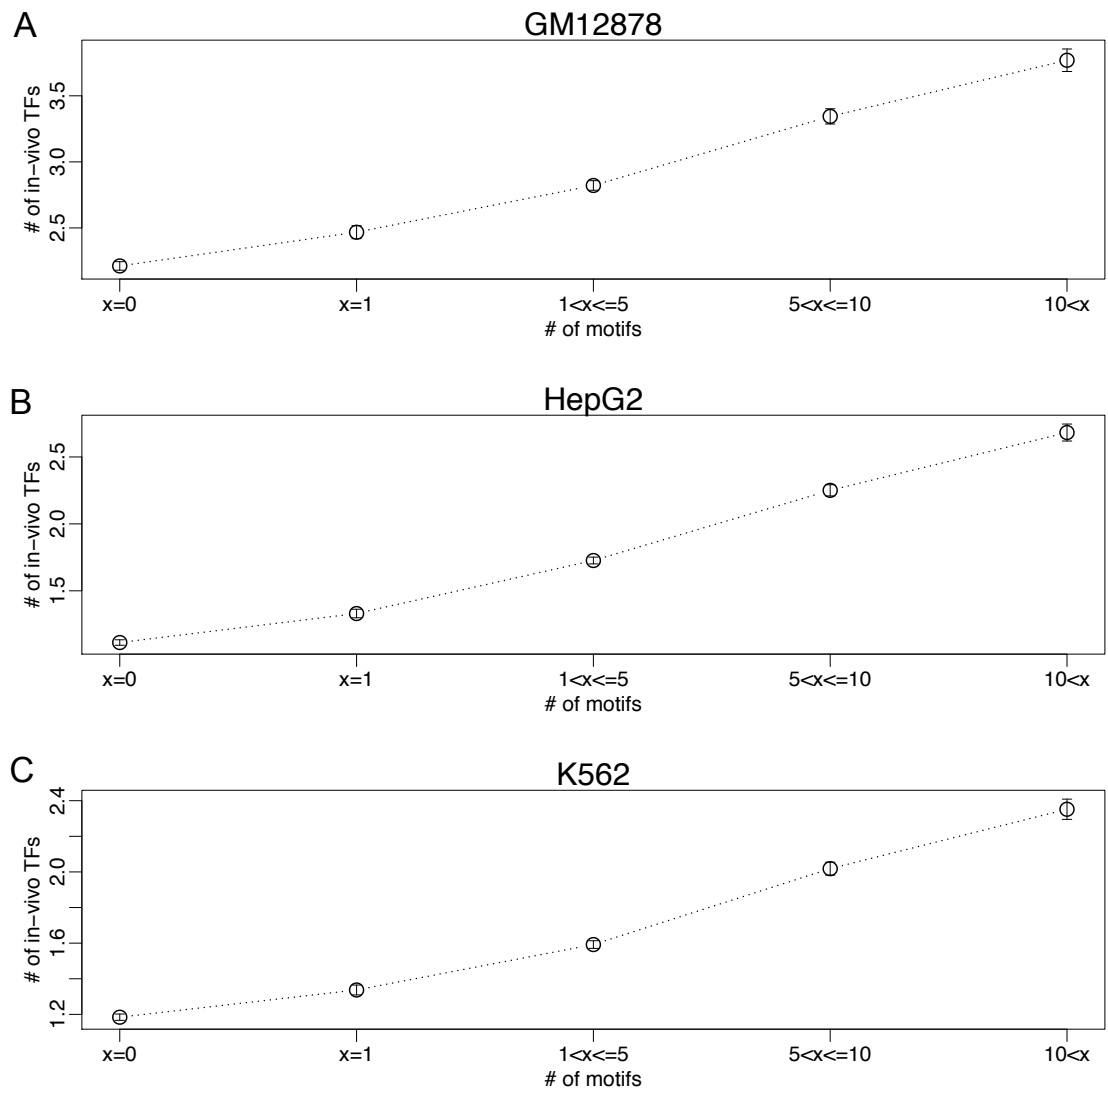 A
GM12878
# of in−vivo TFs
3.5
3.0
2.5
x=0 x=1 1<x<=5 5<x<=10 10<x
# of motifs
B
HepG2
# of in−vivo TFs
2.5
2.0
1.5
x=0 x=1 1<x<=5 5<x<=10 10<x
# of motifs
C
K562
# of in−vivo TFs
2.4
2.0
1.6
1.2
x=0 x=1 1<x<=5 5<x<=10 10<x
# of motifs